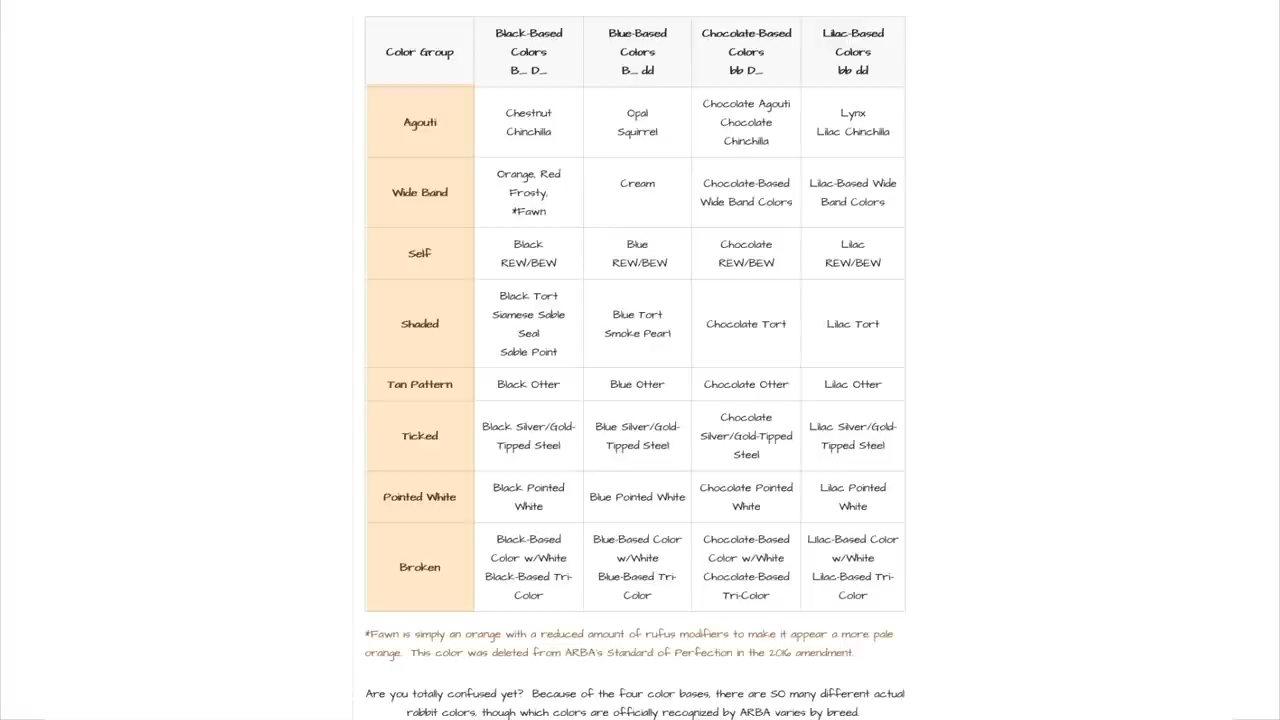 Color Group
Black-Based
Colors
B_ D_
Blue-Based
Colors
B_ dd
Chocolate-Based
Colors
bb D_
Lilac-Based
Colors
bb dd
Agouti
Chestnut
Chinchilla
Opal
Squirrel
Chocolate Agouti
Chocolate
Chinchilla
Lynx
Lilac Chinchilla
Wide Band
Orange, Red
Frosty,
*Fawn
Cream
Chocolate-Based
Wide Band Colors
Lilac-Based Wide
Band Colors
Self
Black
REW/BEW
Blue
REW/BEW
Chocolate
REW/BEW
Lilac
REW/BEW
Shaded
Black Tort
Siamese Sable
Seal
Sable Point
Blue Tort
Smoke Pearl
Chocolate Tort
Lilac Tort
Tan Pattern
Black Otter
Blue Otter
Chocolate Otter
Lilac Otter
Ticked
Black Silver/Gold-
Tipped Steel
Blue Silver/Gold-
Tipped Steel
Chocolate
Silver/Gold-Tipped
Steel
Lilac Silver/Gold-
Tipped Steel
Pointed White
Black Pointed
White
Blue Pointed White
Chocolate Pointed
White
Lilac Pointed
White
Broken
Black-Based
Color w/White
Black-Based Tri-
Color
Blue-Based Color
w/White
Blue-Based Tri-
Color
Chocolate-Based
Color w/White
Chocolate-Based
Tri-Color
Lilac-Based Color
w/White
Lilac-Based Tri-
Color
*Fawn is simply an orange with a reduced amount of rufus modifiers to make it appear a more pale
orange. This color was deleted from ARBA's Standard of Perfection in the 2016 amendment.
Are you totally confused yet? Because of the four color bases, there are SO many different actual
rabbit colors, though which colors are officially recognized by ARBA varies by breed.